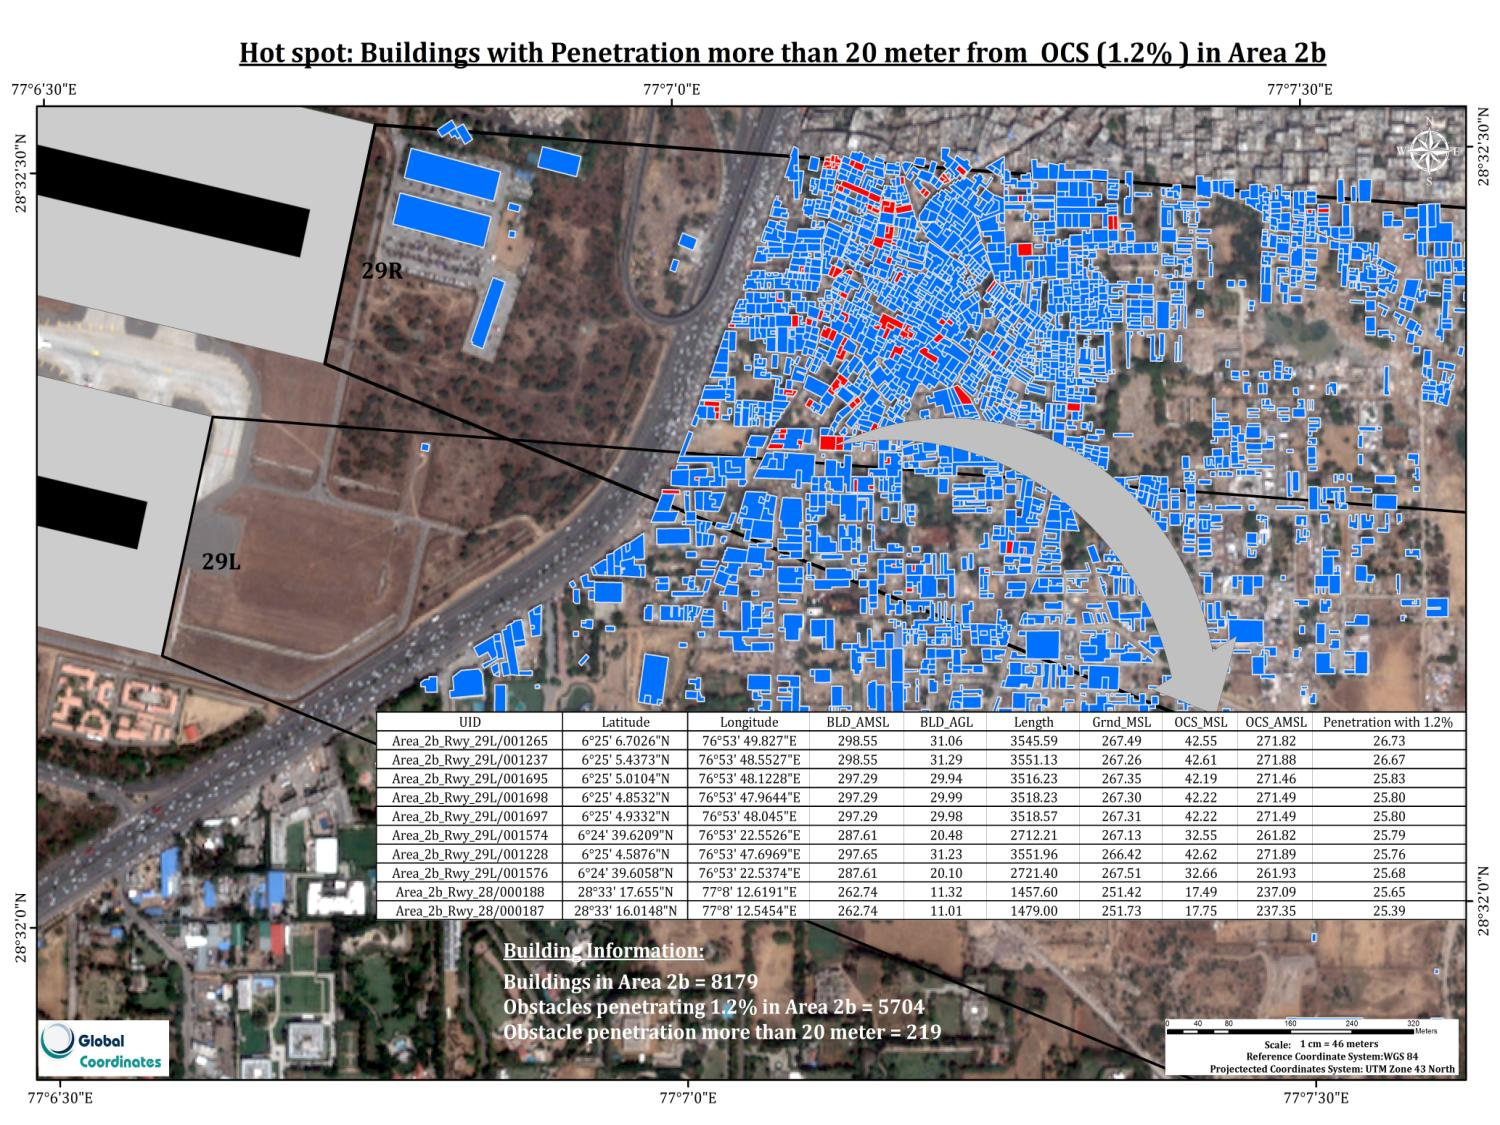 Hot spot: Buildings with Penetration more than 20 meter from OCS (1.2% ) in Area 2b
77°6'30"E 77°7'0"E 77°7'30"E
28°32'30"N 28°32'30"N
N
W E
S
29R
29L
UID Latitude Longitude BLD_AMSL BLD_AGL Length Grnd_MSL OCS_MSL OCS_AMSL Penetration with 1.2%
Area_2b_Rwy_29L/001265 6°25' 6.7026"N 76°53' 49.827"E 298.55 31.06 3545.59 267.49 42.55 271.82 26.73
Area_2b_Rwy_29L/001237 6°25' 5.4373"N 76°53' 48.5527"E 298.55 31.29 3551.13 267.26 42.61 271.88 26.67
Area_2b_Rwy_29L/001695 6°25' 5.0104"N 76°53' 48.1228"E 297.29 29.94 3516.23 267.35 42.19 271.46 25.83
Area_2b_Rwy_29L/001698 6°25' 4.8532"N 76°53' 47.9644"E 297.29 29.99 3518.23 267.30 42.22 271.49 25.80
Area_2b_Rwy_29L/001697 6°25' 4.9332"N 76°53' 48.045"E 297.29 29.98 3518.57 267.31 42.22 271.49 25.80
Area_2b_Rwy_29L/001574 6°24' 39.6209"N 76°53' 22.5526"E 287.61 20.48 2712.21 267.13 32.55 261.82 25.79
Area_2b_Rwy_29L/001228 6°25' 4.5876"N 76°53' 47.6969"E 297.65 31.23 3551.96 266.42 42.62 271.89 25.76
Area_2b_Rwy_29L/001576 6°24' 39.6058"N 76°53' 22.5374"E 287.61 20.10 2721.40 267.51 32.66 261.93 25.68
Area_2b_Rwy_28/000188 28°33' 17.655"N 77°8' 12.6191"E 262.74 11.32 1457.60 251.42 17.49 237.09 25.65
Area_2b_Rwy_28/000187 28°33' 16.0148"N 77°8' 12.5454"E 262.74 11.01 1479.00 251.73 17.75 237.35 25.39
28°32'0"N 28°32'0"N
Building Information:
Buildings in Area 2b = 8179
Obstacles penetrating 1.2% in Area 2b = 5704
Obstacle penetration more than 20 meter = 219
Global
Coordinates
0 40 80 160 240 320
Meters
Scale: 1 cm = 46 meters
Reference Coordinate System:WGS 84
Projectected Coordinates System: UTM Zone 43 North
77°6'30"E 77°7'0"E 77°7'30"E